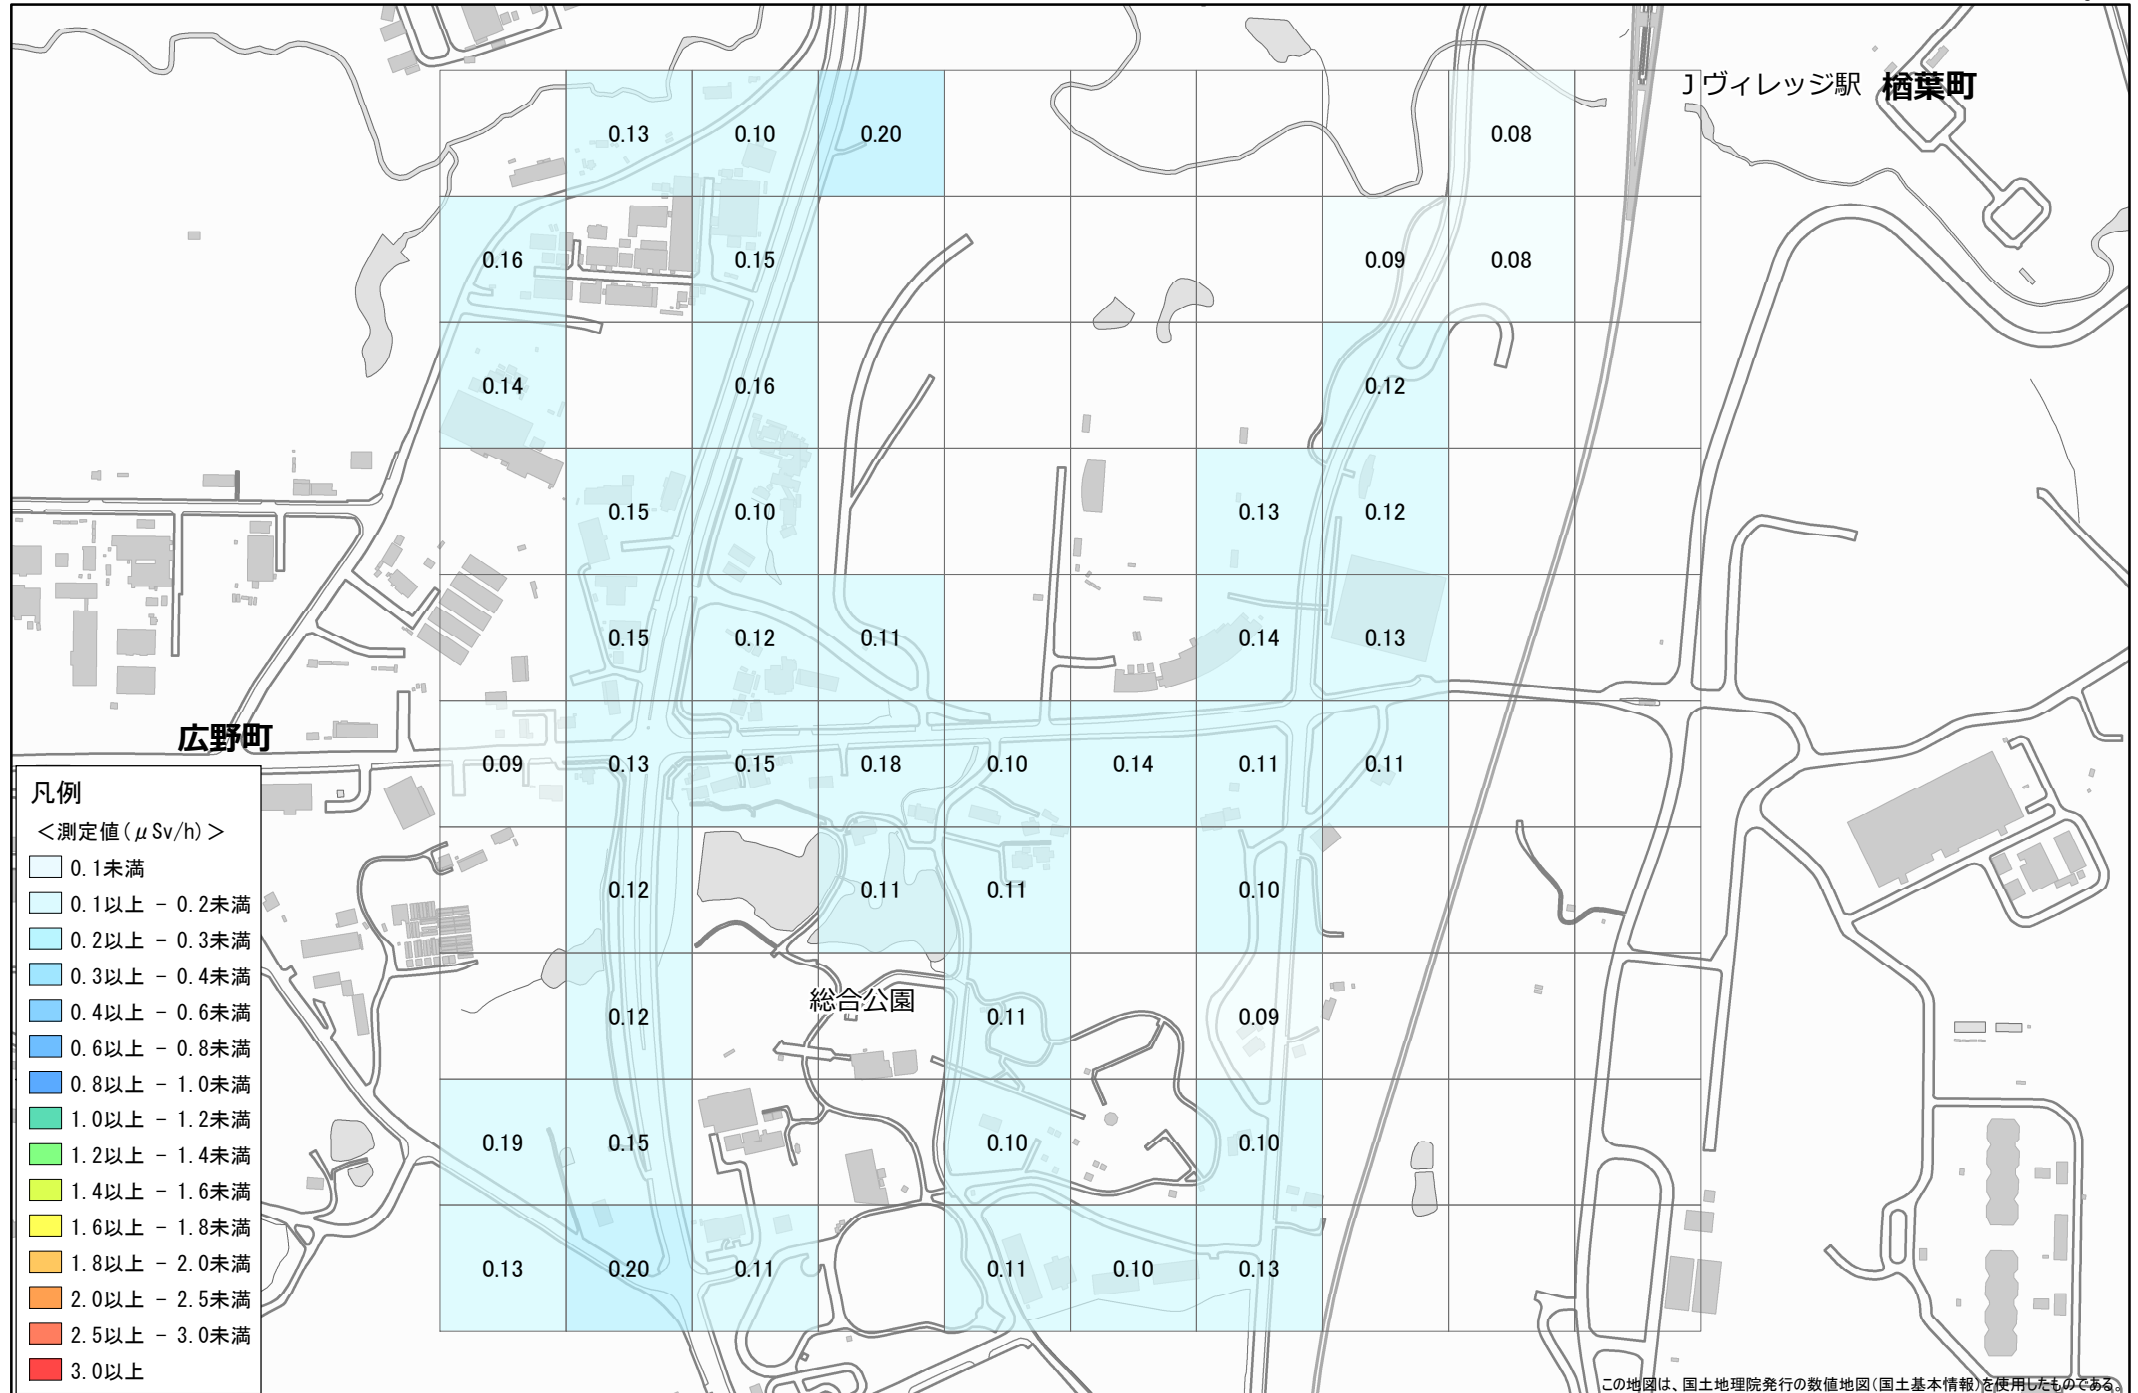 Jヴィレッジ駅 楢葉町
0.13 0.10 0.20 0.08
0.16 0.15 0.09 0.08
0.14 0.16 0.12
0.15 0.10 0.13 0.12
0.15 0.12 0.11 0.14 0.13
広野町
0.09 0.13 0.15 0.18 0.10 0.14 0.11 0.11
0.12 0.11 0.11 0.10
総合公園
0.12 0.11 0.09
0.19 0.15 0.10 0.10
0.13 0.20 0.11 0.11 0.10 0.13
凡例
＜測定値(μSv/h)＞
0.1未満
0.1以上 - 0.2未満
0.2以上 - 0.3未満
0.3以上 - 0.4未満
0.4以上 - 0.6未満
0.6以上 - 0.8未満
0.8以上 - 1.0未満
1.0以上 - 1.2未満
1.2以上 - 1.4未満
1.4以上 - 1.6未満
1.6以上 - 1.8未満
1.8以上 - 2.0未満
2.0以上 - 2.5未満
2.5以上 - 3.0未満
3.0以上
この地図は、国土地理院発行の数値地図(国土基本情報)を使用したものである。